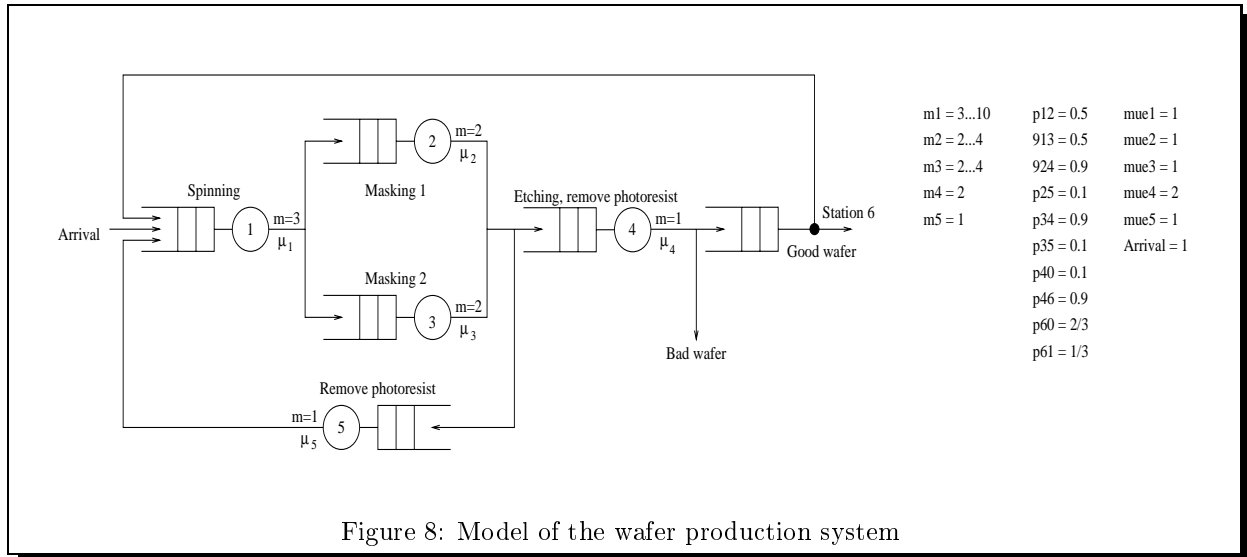 Arrival
Spinning
1
m=3
μ1
2
m=2
μ2
Masking 1
Masking 2
3
m=2
μ3
Remove photoresist
m=1
μ5
5
Etching, remove photoresist
4
m=1
μ4
Bad wafer
Station 6
Good wafer
m1 = 3...10 p12 = 0.5 mue1 = 1
m2 = 2...4 913 = 0.5 mue2 = 1
m3 = 2...4 924 = 0.9 mue3 = 1
m4 = 2 p25 = 0.1 mue4 = 2
m5 = 1 p34 = 0.9 mue5 = 1
p35 = 0.1 Arrival = 1
p40 = 0.1
p46 = 0.9
p60 = 2/3
p61 = 1/3
Figure 8: Model of the wafer production system